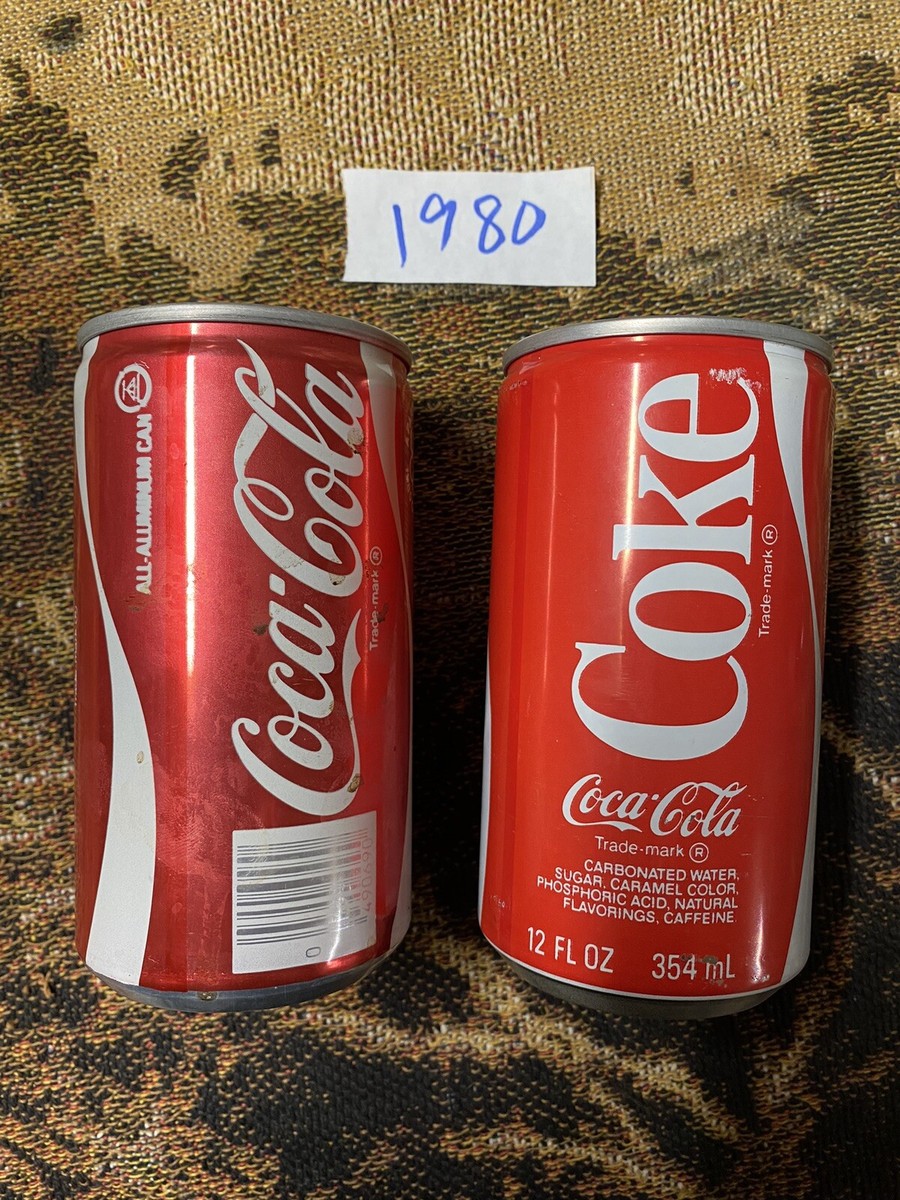 1980
ALL-ALUMINUM CAN
Coca-Cola
Trade-mark ®
0
Coke
Trade-mark ®
Coca-Cola
Trade-mark ®
CARBONATED WATER,
SUGAR, CARAMEL COLOR,
PHOSPHORIC ACID, NATURAL
FLAVORINGS, CAFFEINE
12 FL OZ 354 mL